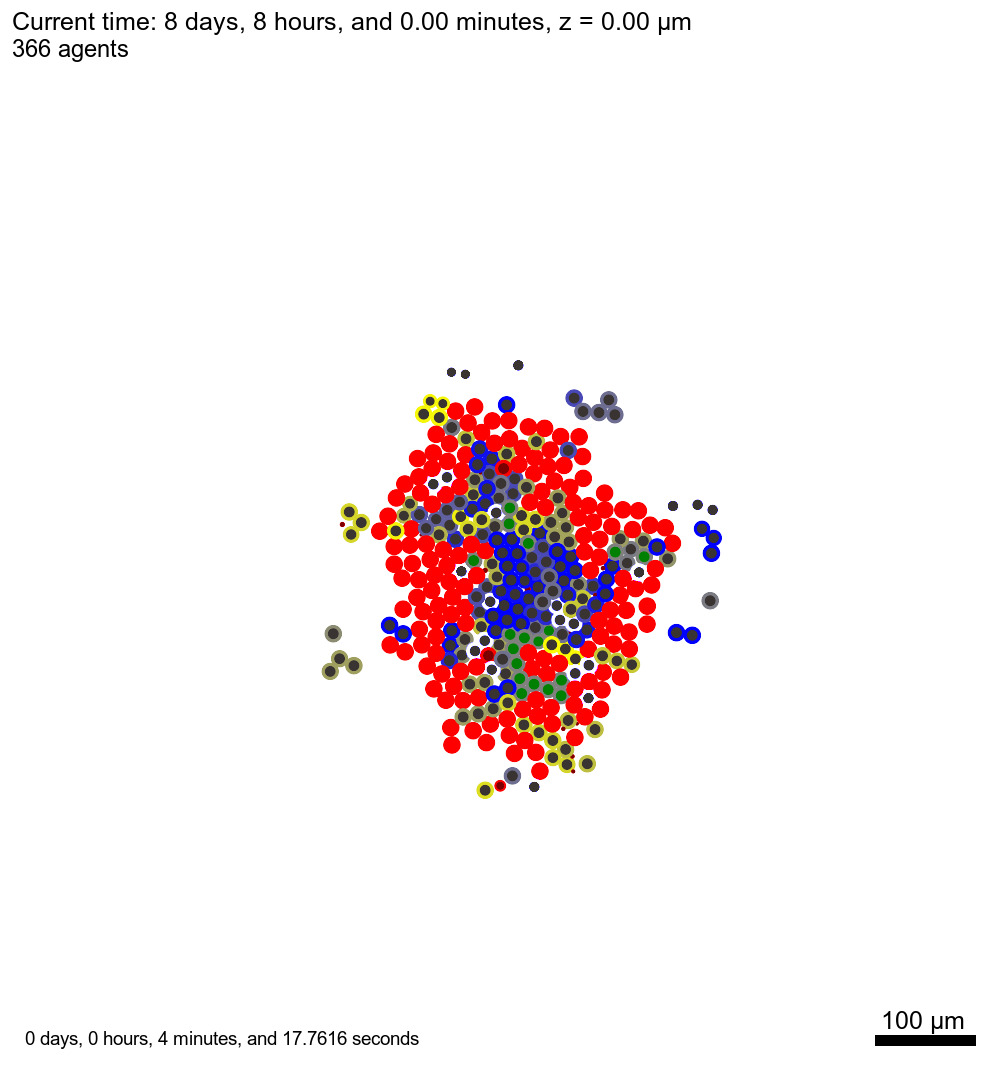 Current time: 8 days, 8 hours, and 0.00 minutes, z = 0.00 µm
366 agents
100 µm
0 days, 0 hours, 4 minutes, and 17.7616 seconds